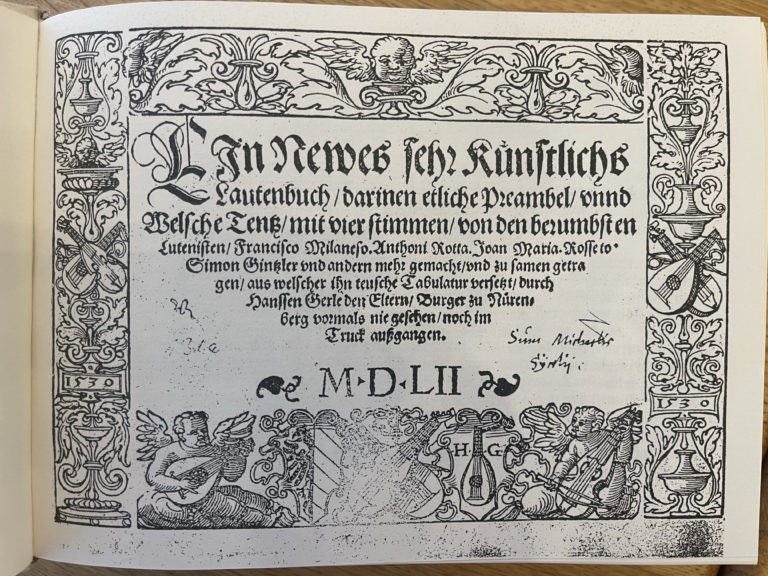 EIn Newes sehr Künstlichs
Lautenbuch / darinen etliche Preambel / vnnd
Welsche Tentz / mit vier stimmen / von den berumbsten
Lutenisten / Francisco Milaneso. Anthoni Rotta. Joan Maria. Rosseto.
Simon Gintzler vnd andern mehr gemacht / vnd zu samen getra
gen / aus welscher ihn teusche Tabulatur versetzt / durch
Hanssen Gerle den Eltern / Burger zu Nüren-
berg vormals nie gesehen / noch im
Truck außgangen.
Sum
M·D·LII
1530
1530
H·G